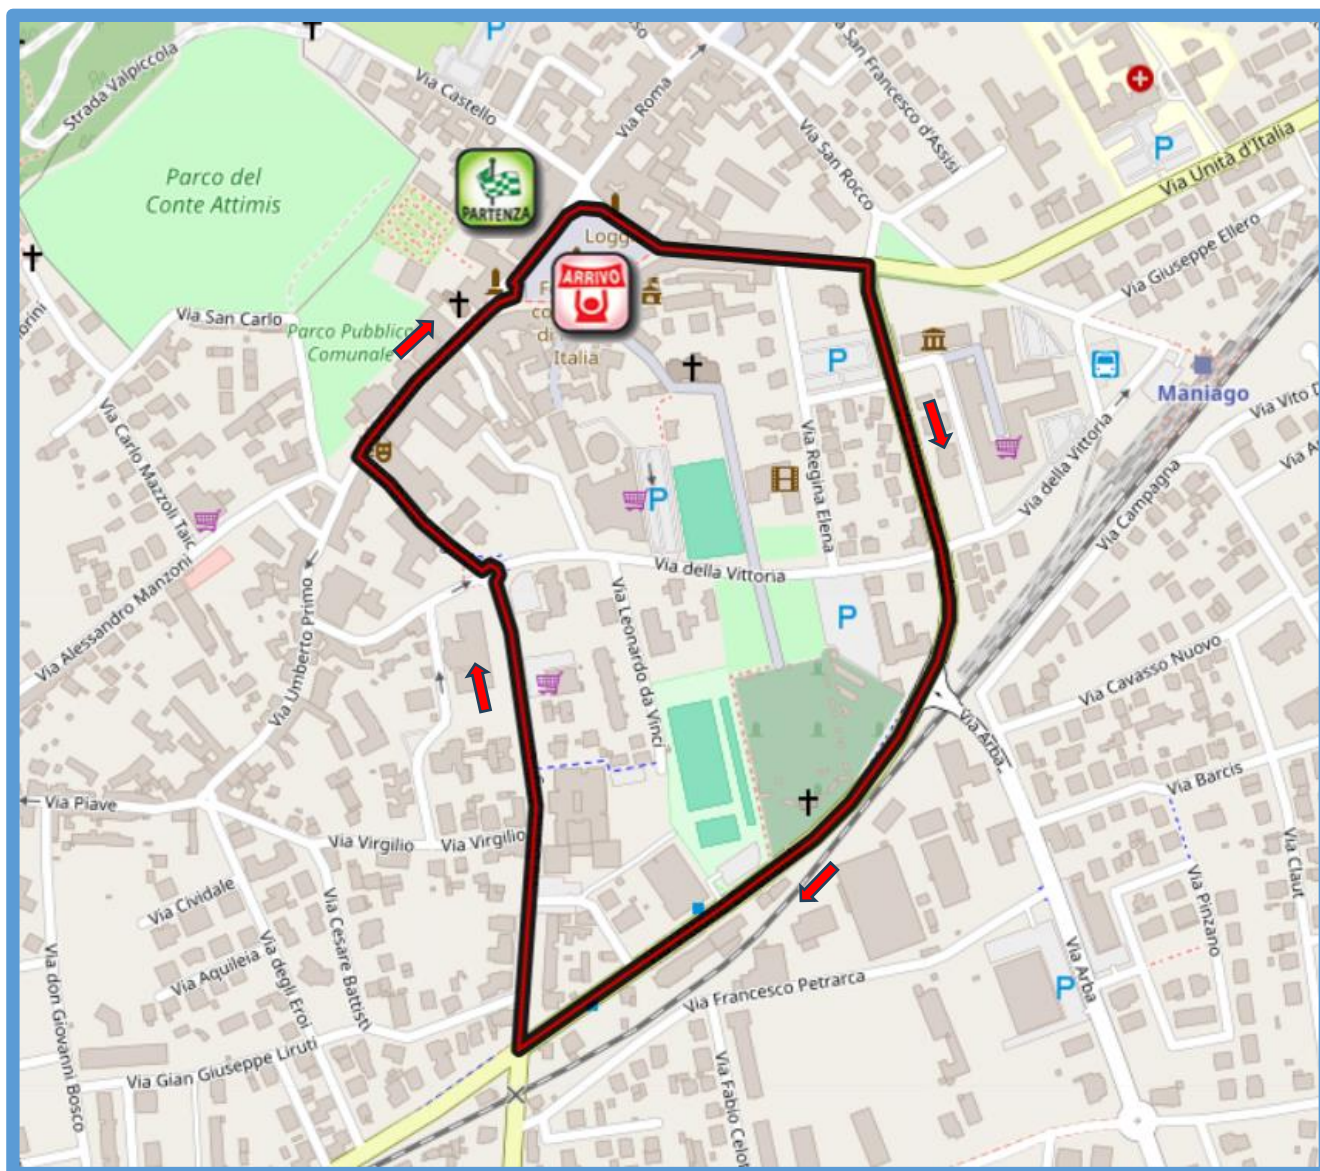 P
Strada Valpiccola
Via Castello
Via Roma
Via San Francesco d'Assisi
Via San Rocco
P
Via Unità d'Italia
Parco del
Conte Attimis
PARTENZA
Via Giuseppe Ellero
ARRIVO
Via San Carlo
Parco Pubblico
Comunale
Italia
P
Maniago
Via Vito D
Via Carlo Mazzoli Taic
Via Regina Elena
Via della Vittoria
Via Campagna
P
Via Alessandro Manzoni
Via Umberto Primo
Via della Vittoria
Via Leonardo da Vinci
P
Via Cavasso Nuovo
Via Arba
Via Piave
Via Barcis
Via Virgilio
Via Virgilio
Via Claut
Via Cividale
Via Cesare Battisti
Via Pinzano
Via Aquileia
Via degli Eroi
Via don Giovanni Bosco
Via Francesco Petrarca
P
Via Arba
Via Gian Giuseppe Liruti
Via Fabio Celot